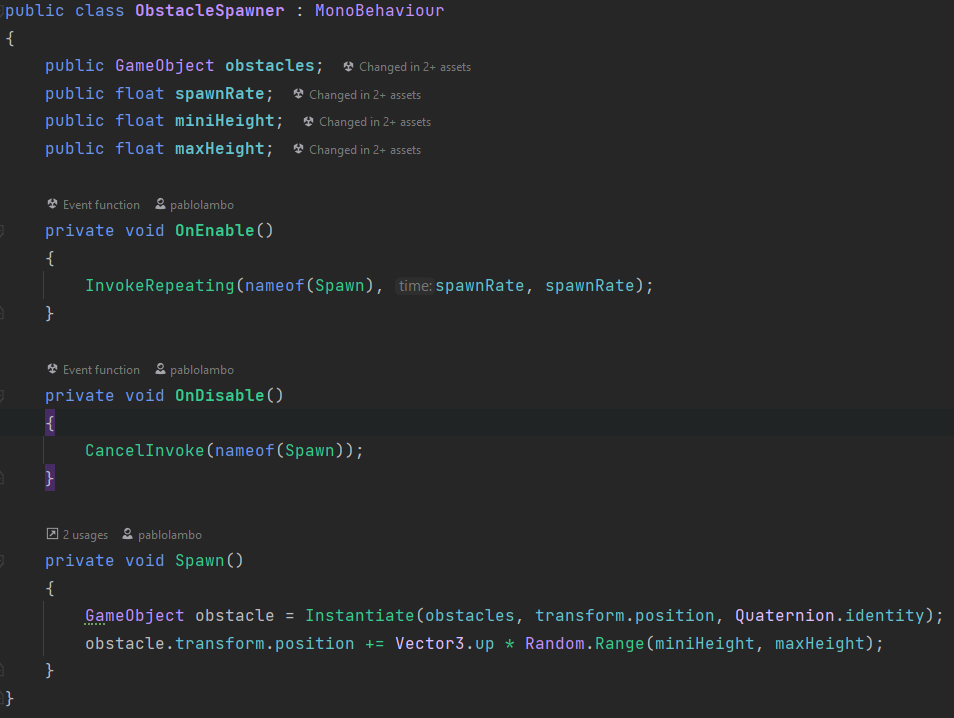 public class ObstacleSpawner : MonoBehaviour
{
public GameObject obstacles; Changed in 2+ assets
public float spawnRate; Changed in 2+ assets
public float miniHeight; Changed in 2+ assets
public float maxHeight; Changed in 2+ assets
Event function pablolambo
private void OnEnable()
{
InvokeRepeating(nameof(Spawn), time: spawnRate, spawnRate);
}
Event function pablolambo
private void OnDisable()
{
CancelInvoke(nameof(Spawn));
}
2 usages pablolambo
private void Spawn()
{
GameObject obstacle = Instantiate(obstacles, transform.position, Quaternion.identity);
obstacle.transform.position += Vector3.up * Random.Range(miniHeight, maxHeight);
}
}